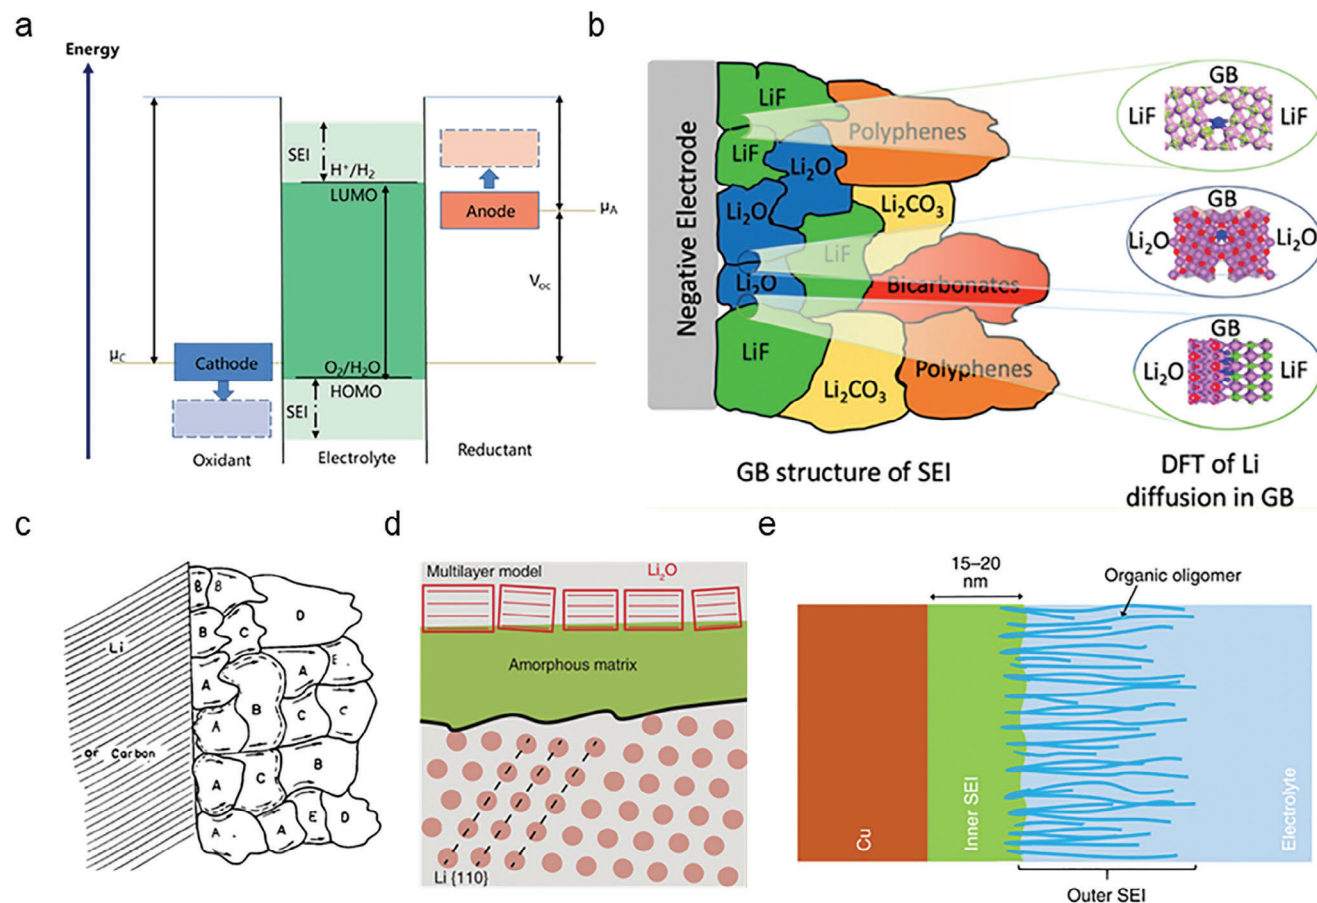 a
Energy
SEI
H⁺/H₂
LUMO
Anode
μA
Voc
μC
Cathode
O₂/H₂O
HOMO
SEI
Oxidant
Electrolyte
Reductant
b
Negative Electrode
LiF
Polyphenes
LiF
Li₂O
Li₂O
Li₂CO₃
LiF
Li₂O
Bicarbonates
LiF
Li₂CO₃
Polyp.
GB
LiF
LiF
GB
Li₂O
Li₂O
GB
Li₂O
LiF
GB structure of SEI
DFT of Li
diffusion in GB
c
Li
or Carbon
B
B
D
B
C
A
A
E
A
B
C
C
A
C
B
A
A
E
D
d
Multilayer model
Li₂O
Amorphous matrix
Li {110}
e
15–20
nm
Organic oligomer
Cu
Inner SEI
Electrolyte
Outer SEI